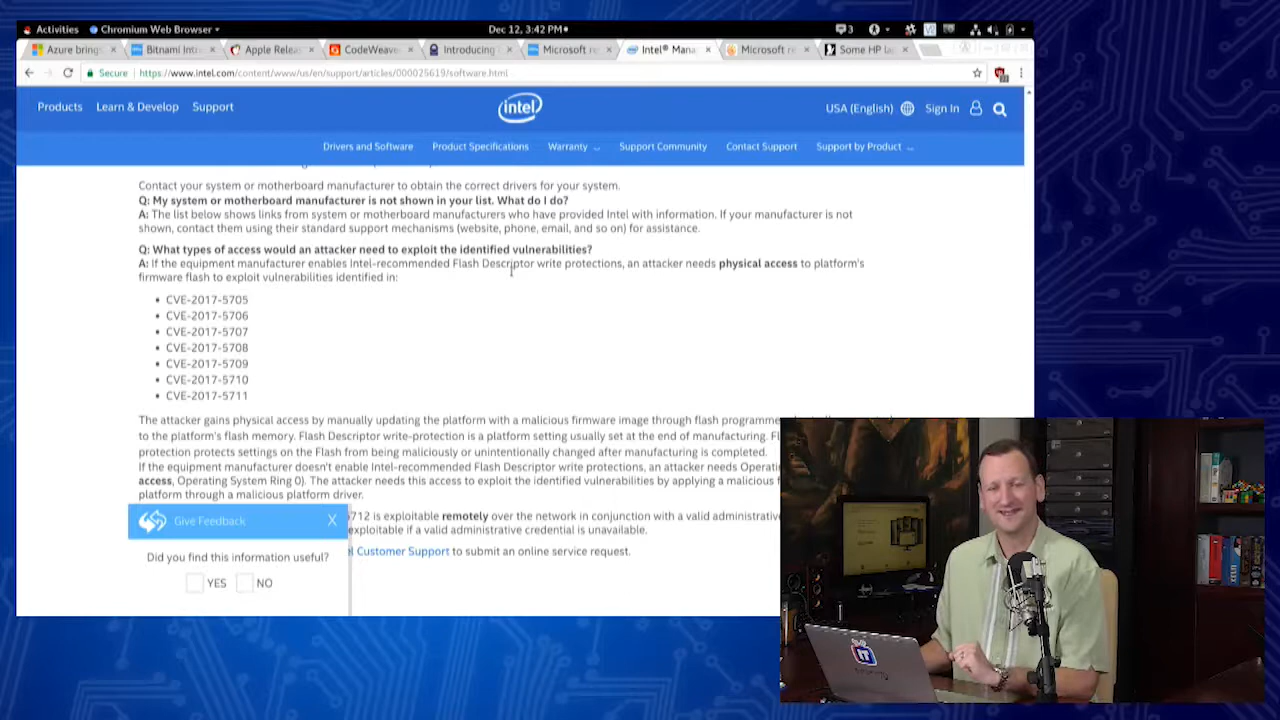 Activities Chromium Web Browser Dec 12, 3:42 PM 3
Azure bring Bitnami Intr Apple Relea CodeWeave Introducing Microsoft re Intel® Mana Microsoft re Some HP la
Secure https://www.intel.com/content/www/us/en/support/articles/000025619/software.html
Products Learn & Develop Support intel USA (English) Sign In
Drivers and Software Product Specifications Warranty Support Community Contact Support Support by Product
Contact your system or motherboard manufacturer to obtain the correct drivers for your system.
Q: My system or motherboard manufacturer is not shown in your list. What do I do?
A: The list below shows links from system or motherboard manufacturers who have provided Intel with information. If your manufacturer is not
shown, contact them using their standard support mechanisms (website, phone, email, and so on) for assistance.
Q: What types of access would an attacker need to exploit the identified vulnerabilities?
A: If the equipment manufacturer enables Intel-recommended Flash Descriptor write protections, an attacker needs physical access to platform's
firmware flash to exploit vulnerabilities identified in:
• CVE-2017-5705
• CVE-2017-5706
• CVE-2017-5707
• CVE-2017-5708
• CVE-2017-5709
• CVE-2017-5710
• CVE-2017-5711
The attacker gains physical access by manually updating the platform with a malicious firmware image through flash programme
to the platform's flash memory. Flash Descriptor write-protection is a platform setting usually set at the end of manufacturing. Fl
protection protects settings on the Flash from being maliciously or unintentionally changed after manufacturing is completed.
If the equipment manufacturer doesn't enable Intel-recommended Flash Descriptor write protections, an attacker needs Operati
access, Operating System Ring 0). The attacker needs this access to exploit the identified vulnerabilities by applying a malicious f
platform through a malicious platform driver.
712 is exploitable remotely over the network in conjunction with a valid administrative
exploitable if a valid administrative credential is unavailable.
el Customer Support to submit an online service request.
Give Feedback X
Did you find this information useful?
YES NO
IT